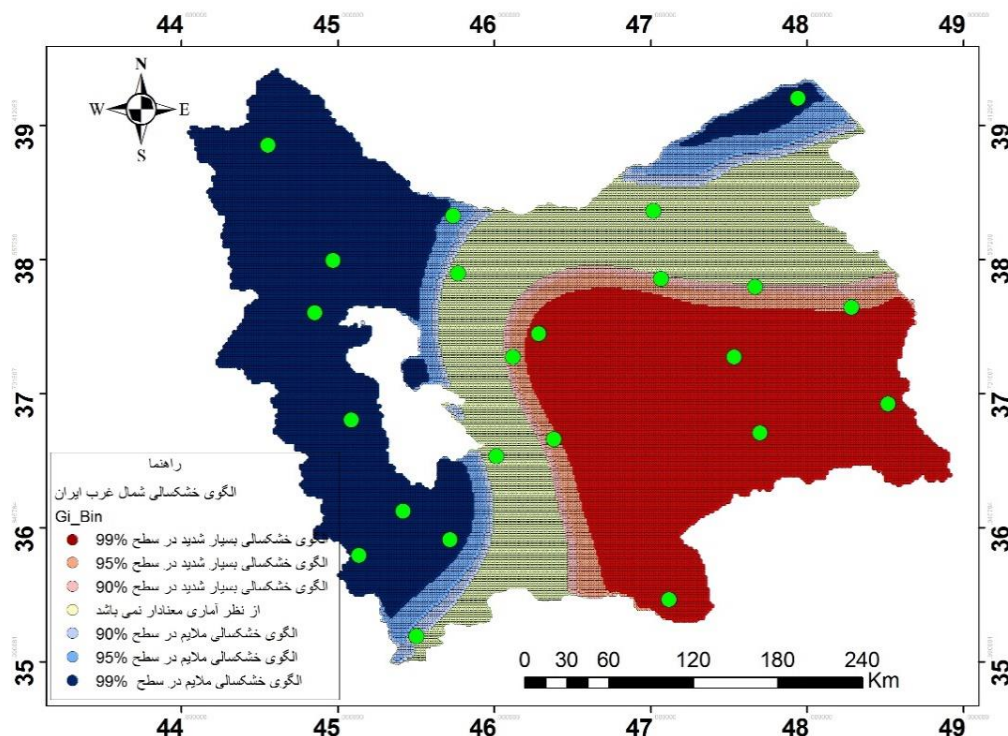 44 45 46 47 48 49
N
W E
S
39 39
38 38
37 37
36 36
35 35
راهنما
الگوی خشکسالی شمال غرب ایران
Gi_Bin
الگوی خشکسالی بسیار شدید در سطح 99%
الگوی خشکسالی بسیار شدید در سطح 95%
الگوی خشکسالی بسیار شدید در سطح 90%
از نظر آماری معنادار نمی باشد
الگوی خشکسالی ملایم در سطح 90%
الگوی خشکسالی ملایم در سطح 95%
الگوی خشکسالی ملایم در سطح 99%
0 30 60 120 180 240
Km
44 45 46 47 48 49